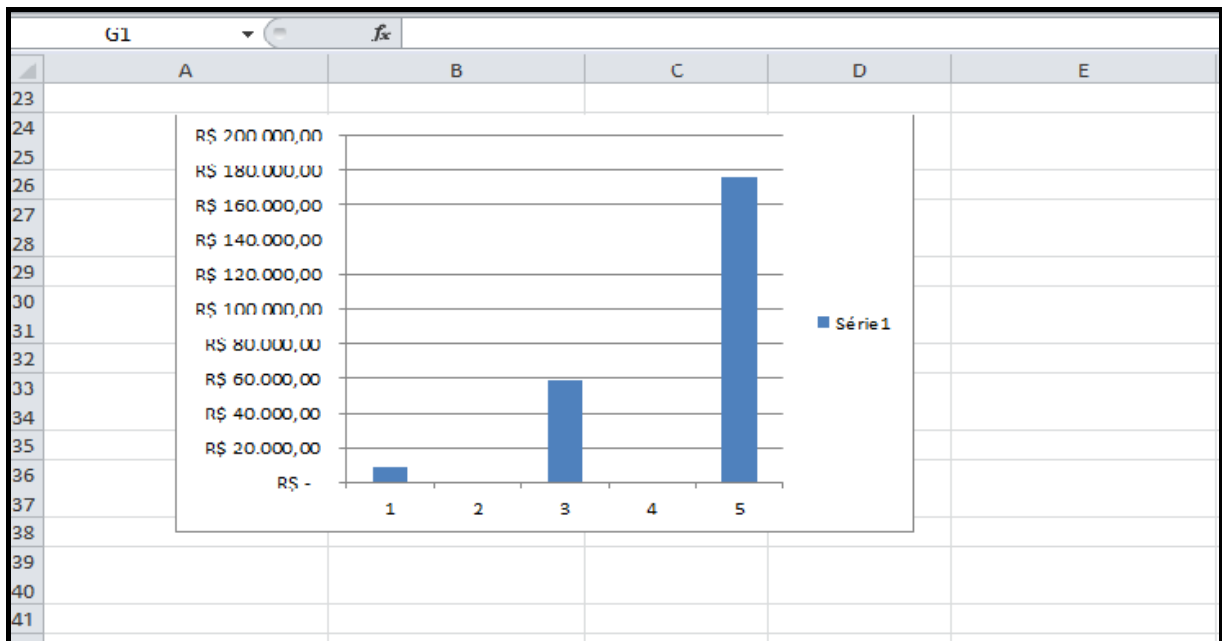 G1 fx
A B C D E
23
24
25
26
27
28
29
30
31
32
33
34
35
36
37
38
39
40
41
R$ 200.000,00
R$ 180.000,00
R$ 160.000,00
R$ 140.000,00
R$ 120.000,00
R$ 100.000,00
R$ 80.000,00
R$ 60.000,00
R$ 40.000,00
R$ 20.000,00
R$ -
1 2 3 4 5
Série1